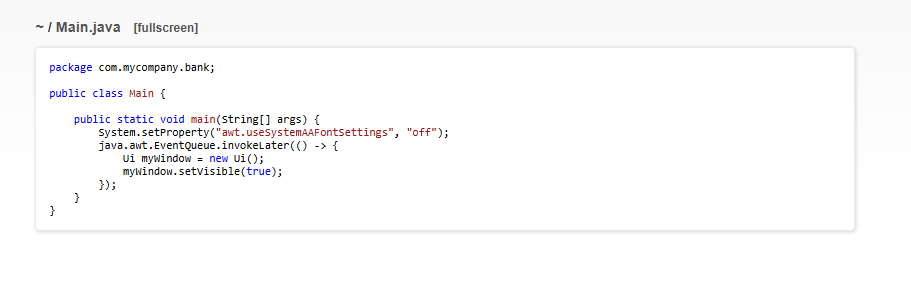 ~ / Main.java [fullscreen]
package com.mycompany.bank;
public class Main {
public static void main(String[] args) {
System.setProperty("awt.useSystemAAFontSettings", "off");
java.awt.EventQueue.invokeLater(() -> {
Ui myWindow = new Ui();
myWindow.setVisible(true);
});
}
}